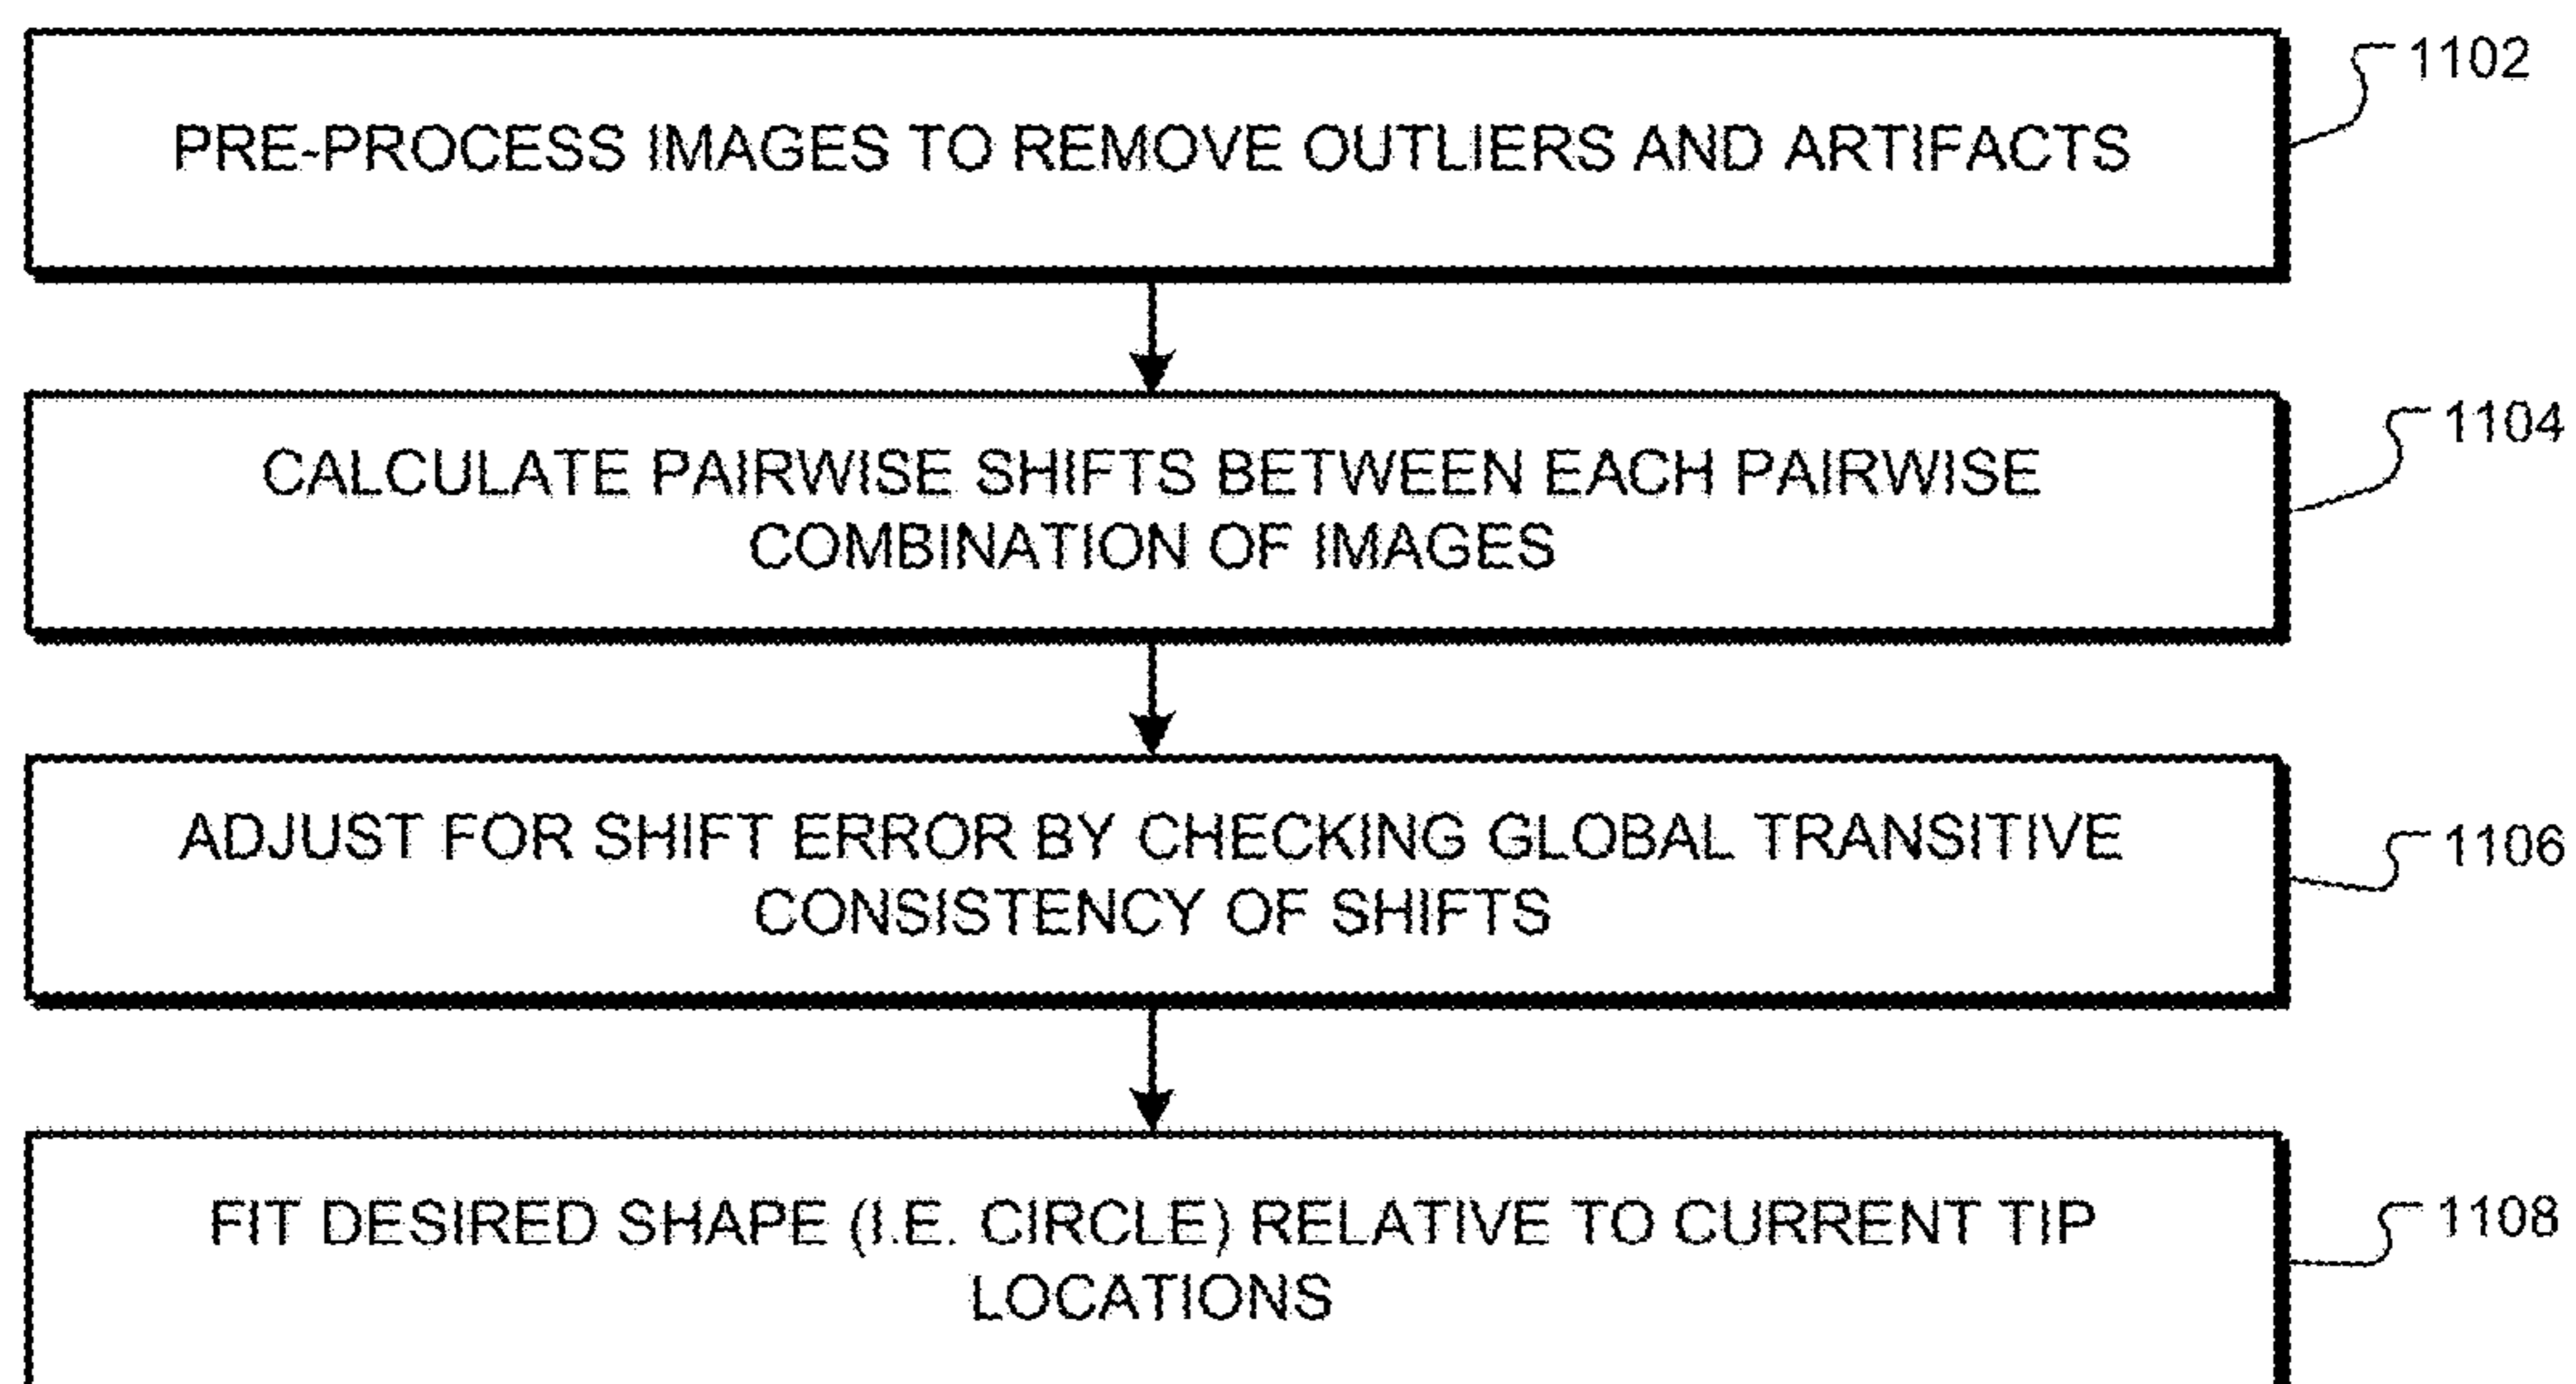 1102
PRE-PROCESS IMAGES TO REMOVE OUTLIERS AND ARTIFACTS
1104
CALCULATE PAIRWISE SHIFTS BETWEEN EACH PAIRWISE
COMBINATION OF IMAGES
1106
ADJUST FOR SHIFT ERROR BY CHECKING GLOBAL TRANSITIVE
CONSISTENCY OF SHIFTS
1108
FIT DESIRED SHAPE (I.E. CIRCLE) RELATIVE TO CURRENT TIP
LOCATIONS